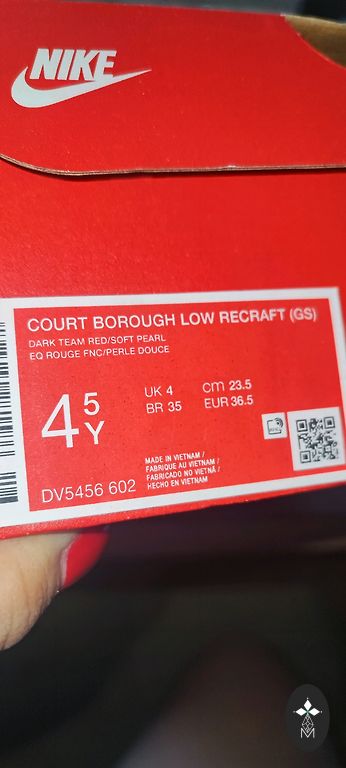 NIKE
COURT BOROUGH LOW RECRAFT (GS)
DARK TEAM RED/SOFT PEARL
EQ ROUGE FNC/PERLE DOUCE
4 5 Y
UK 4 cm 23.5
BR 35 EUR 36.5
MADE IN VIETNAM /
FABRIQUE AU VIETNAM /
FABRICADO NO VIETNÃ /
HECHO EN VIETNAM
DV5456 602
M